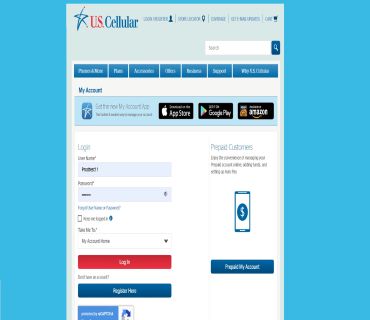 U.S. Cellular
LOGIN / REGISTER
STORE LOCATOR
COVERAGE
GET E-MAIL UPDATES
CART
Search
Phones & More
Plans
Accessories
Offers
Business
Support
Why U.S. Cellular
My Account
Get the new My Account App
Download on the
App Store
GET IT ON
Google Play
Available at
amazon
Login
Prepaid Customers
User Name*
Enjoy the convenience of managing your
Prepaid account online, adding funds, and
setting up Auto Pay.
Password*
Forgot User Name or Password?
Keep me logged in
Take Me To:*
My Account Home
Log In
Prepaid My Account
Don't have an account?
Register Here
protected by reCAPTCHA